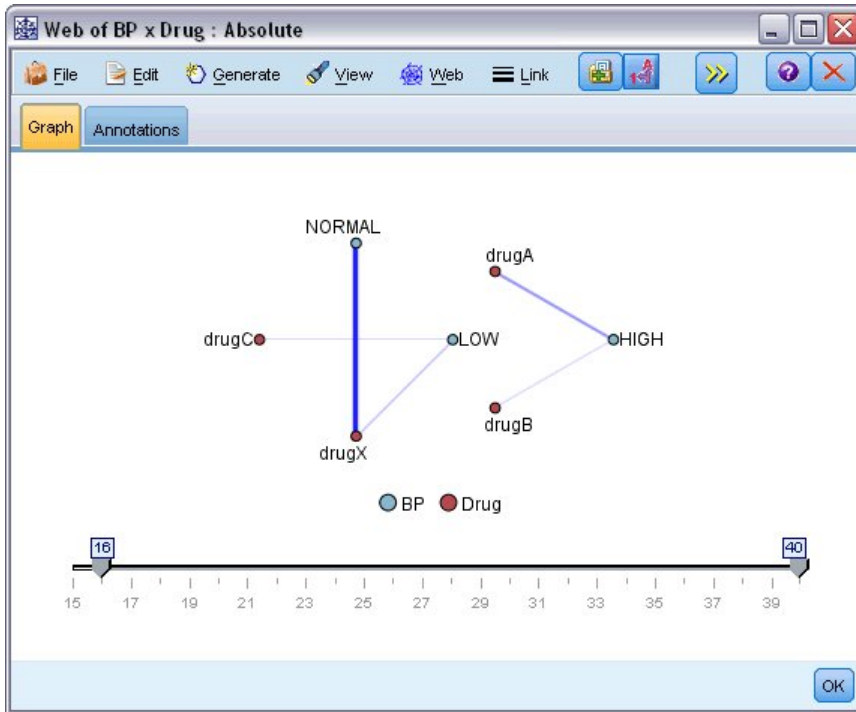 Web of BP x Drug : Absolute
File Edit Generate View Web Link
Graph Annotations
NORMAL
drugA
drugC LOW HIGH
drugB
drugX
BP Drug
16 40
15 17 19 21 23 25 27 29 31 33 35 37 39
OK